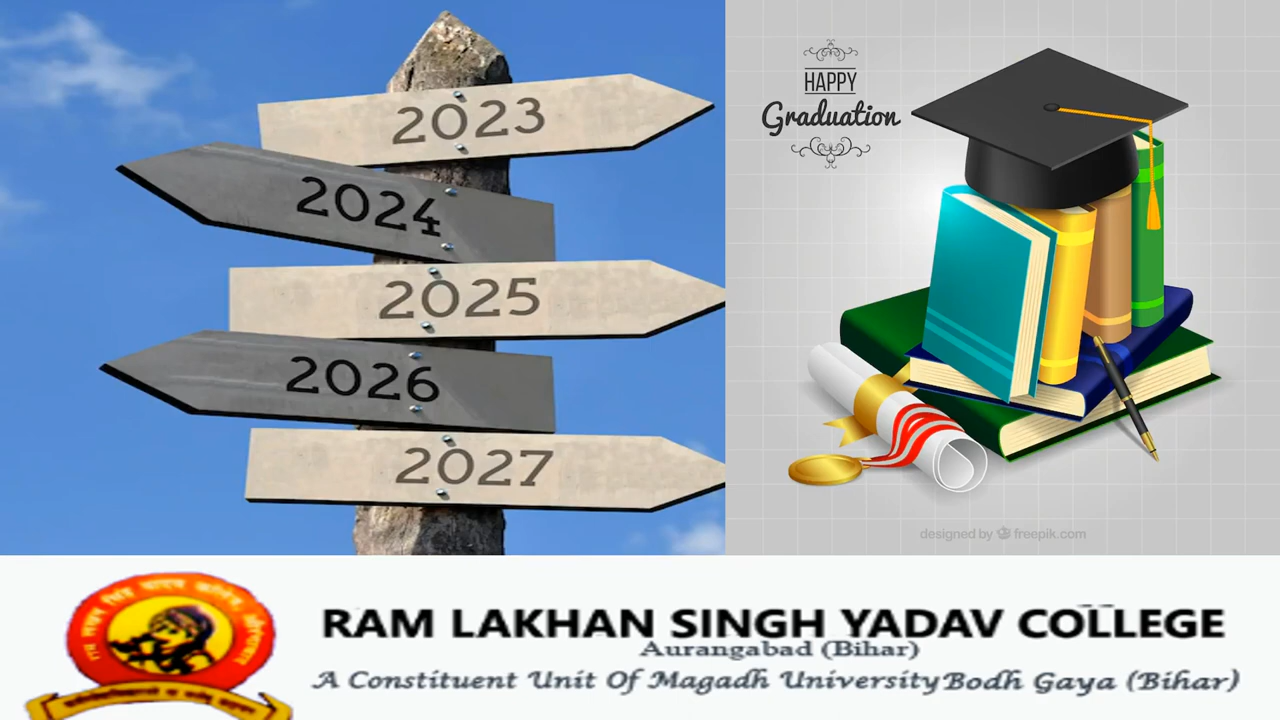 2023
2024
2025
2026
2027
HAPPY
Graduation
designed by freepik.com
RAM LAKHAN SINGH YADAV COLLEGE
Aurangabad (Bihar)
A Constituent Unit Of Magadh University Bodh Gaya (Bihar)